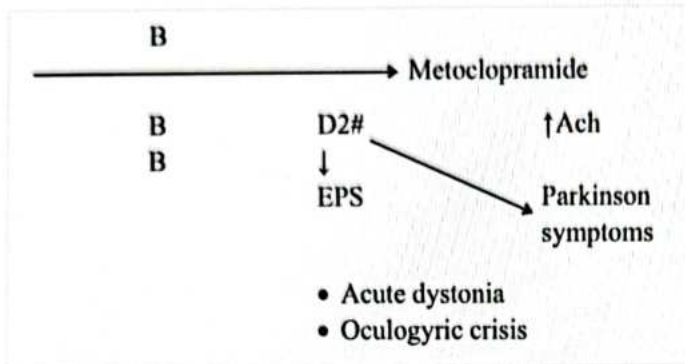 B
Metoclopramide
B D2# ↑Ach
B ↓
EPS Parkinson
symptoms
• Acute dystonia
• Oculogyric crisis